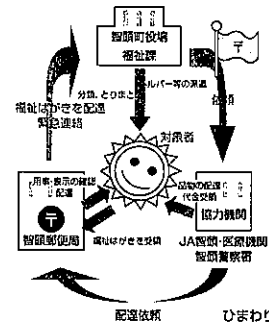 智頭町役場
福祉課
〒
分類、とりまとめ
ルパー等の派遣
依頼
福祉はがきを配達
緊急連絡
対象者
用事・表示の確認
配達
品物の配達
代金受領
〒
智頭郵便局
福祉はがきを受領
協力機関
JA智頭・医療機関
智頭警察署
配達依頼
ひまわり